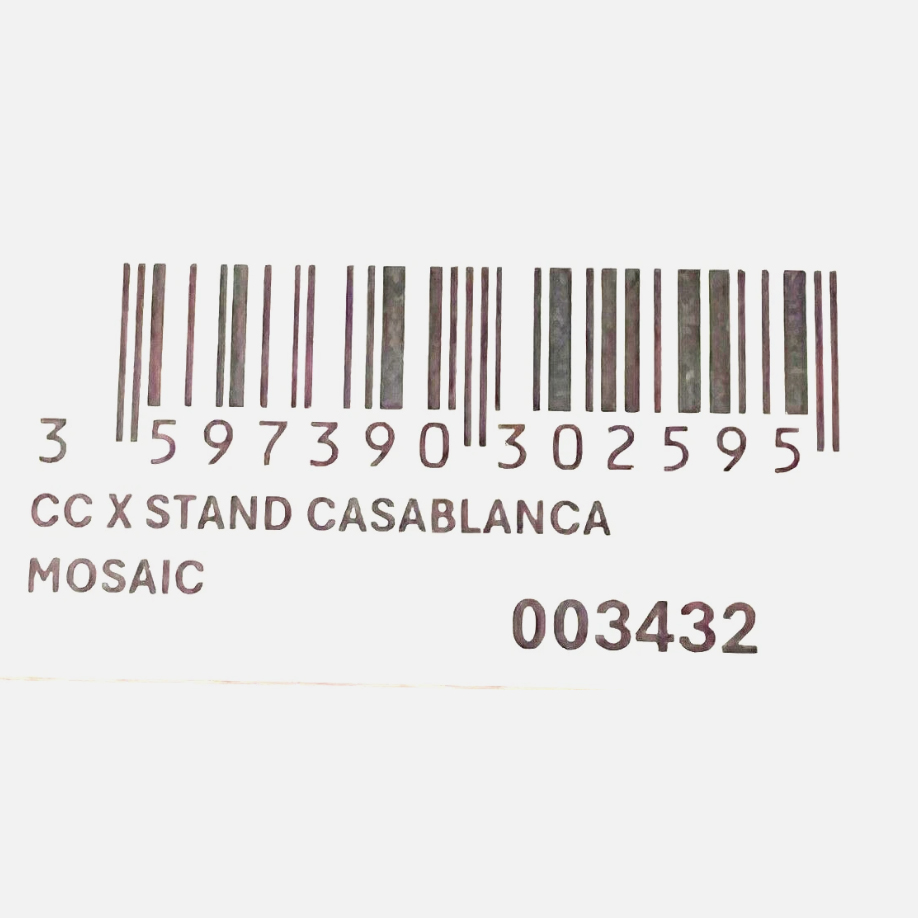 3 597390 302595
CC X STAND CASABLANCA
MOSAIC
003432